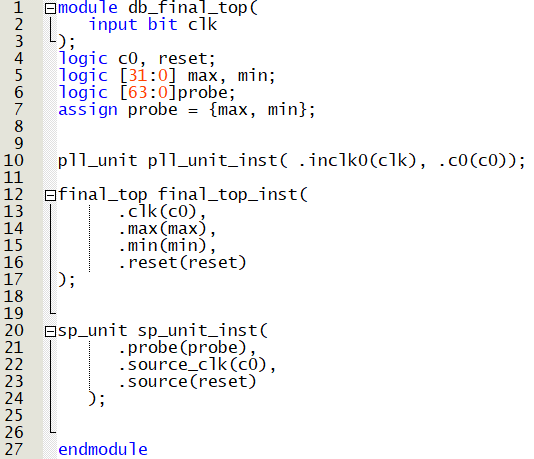 1 module db_final_top(
2 input bit clk
3 );
4 logic c0, reset;
5 logic [31:0] max, min;
6 logic [63:0]probe;
7 assign probe = {max, min};
8
9
10 pll_unit pll_unit_inst( .inclk0(clk), .c0(c0));
11
12 final_top final_top_inst(
13 .clk(c0),
14 .max(max),
15 .min(min),
16 .reset(reset)
17 );
18
19
20 sp_unit sp_unit_inst(
21 .probe(probe),
22 .source_clk(c0),
23 .source(reset)
24 );
25
26
27 endmodule